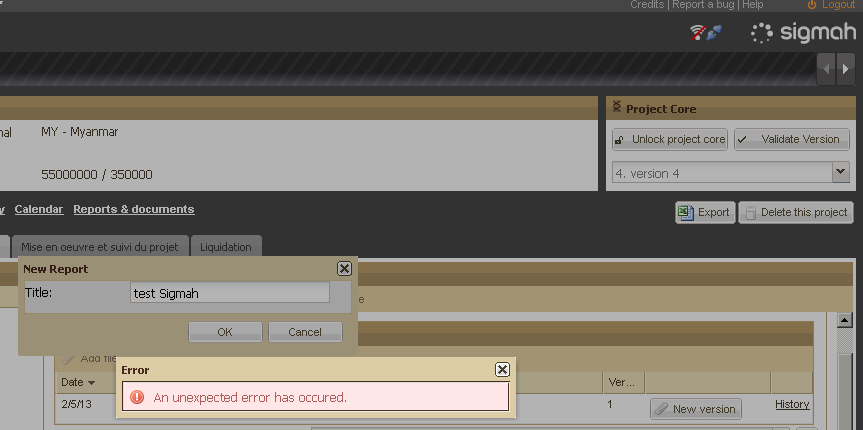 Credits | Report a bug | Help
Logout
sigmah
Project Core
MY - Myanmar
Unlock project core
Validate Version
55000000 / 350000
4. version 4
Calendar
Reports & documents
Export
Delete this project
Mise en oeuvre et suivi du projet
Liquidation
New Report
Title:
test Sigmah
OK
Cancel
Add file
Error
Date
Ver...
An unexpected error has occured.
2/5/13
1
New version
History